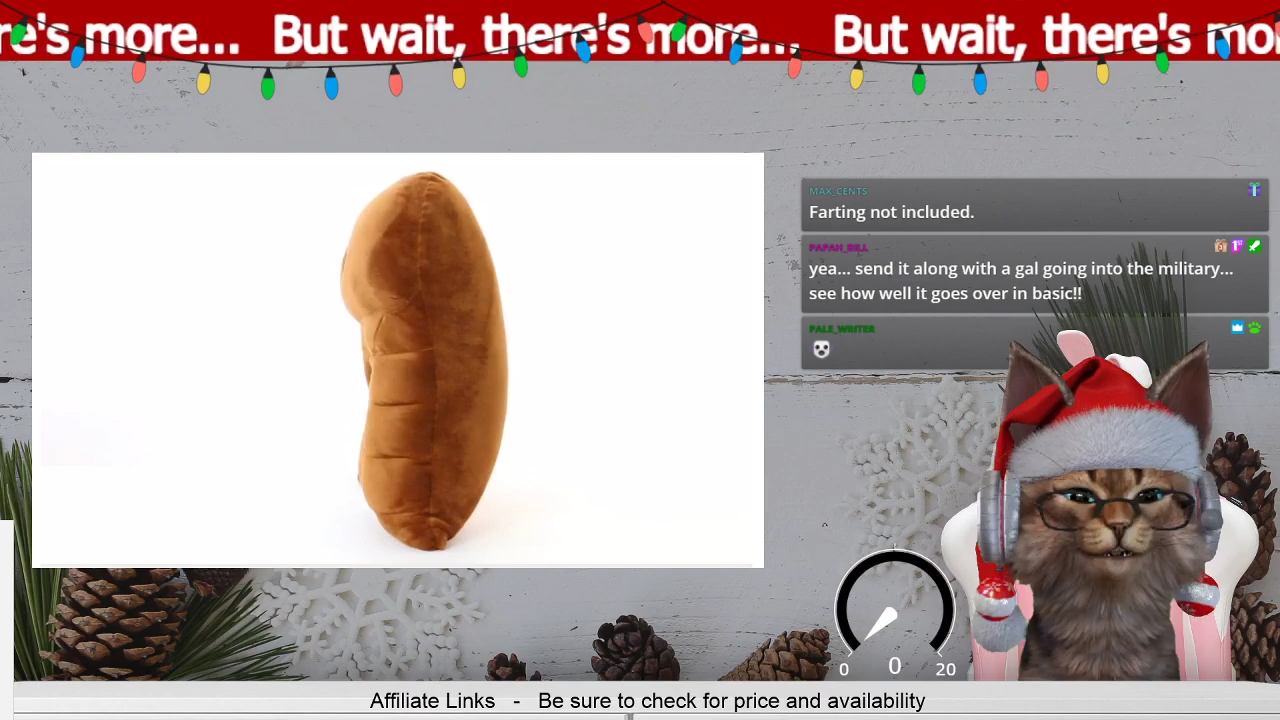 re's more... But wait, there's more... But wait, there's mo
MAX_CENTS
Farting not included.
PAPAH_BILL
yea... send it along with a gal going into the military...
see how well it goes over in basic!!
PALE_WRITER
0 0 20
Affiliate Links - Be sure to check for price and availability